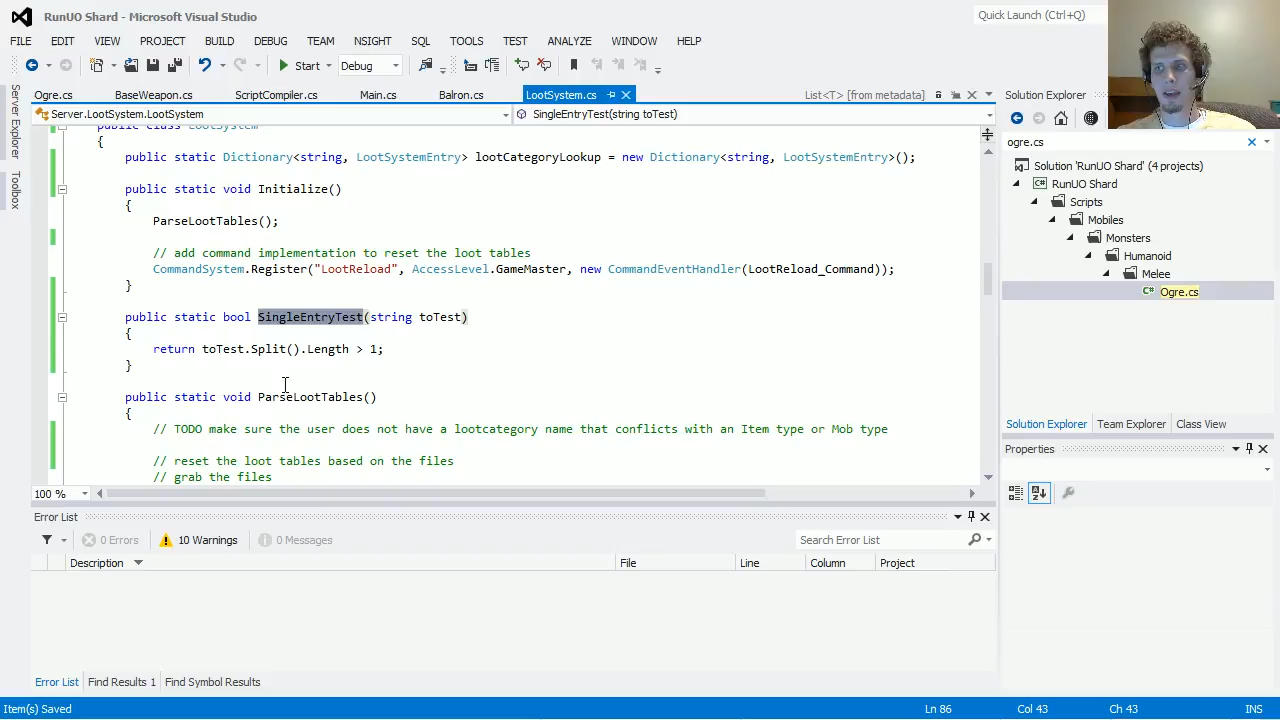 RunUO Shard - Microsoft Visual Studio
Quick Launch (Ctrl+Q)
FILE EDIT VIEW PROJECT BUILD DEBUG TEAM NSIGHT SQL TOOLS TEST ANALYZE WINDOW HELP
Start Debug
Server Explorer
Toolbox
Ogre.cs BaseWeapon.cs ScriptCompiler.cs Main.cs Balron.cs LootSystem.cs List<T> [from metadata]
Server.LootSystem.LootSystem SingleEntryTest(string toTest)
public class LootSystem
{
public static Dictionary<string, LootSystemEntry> lootCategoryLookup = new Dictionary<string, LootSystemEntry>();
public static void Initialize()
{
ParseLootTables();
// add command implementation to reset the loot tables
CommandSystem.Register("LootReload", AccessLevel.GameMaster, new CommandEventHandler(LootReload_Command));
}
public static bool SingleEntryTest(string toTest)
{
return toTest.Split().Length > 1;
}
public static void ParseLootTables()
{
// TODO make sure the user does not have a lootcategory name that conflicts with an Item type or Mob type
// reset the loot tables based on the files
// grab the files
100 %
Error List
0 Errors 10 Warnings 0 Messages Search Error List
Description File Line Column Project
Error List Find Results 1 Find Symbol Results
Solution Explorer
ogre.cs
Solution 'RunUO Shard' (4 projects)
RunUO Shard
Scripts
Mobiles
Monsters
Humanoid
Melee
Ogre.cs
Solution Explorer Team Explorer Class View
Properties
Item(s) Saved Ln 86 Col 43 Ch 43 INS